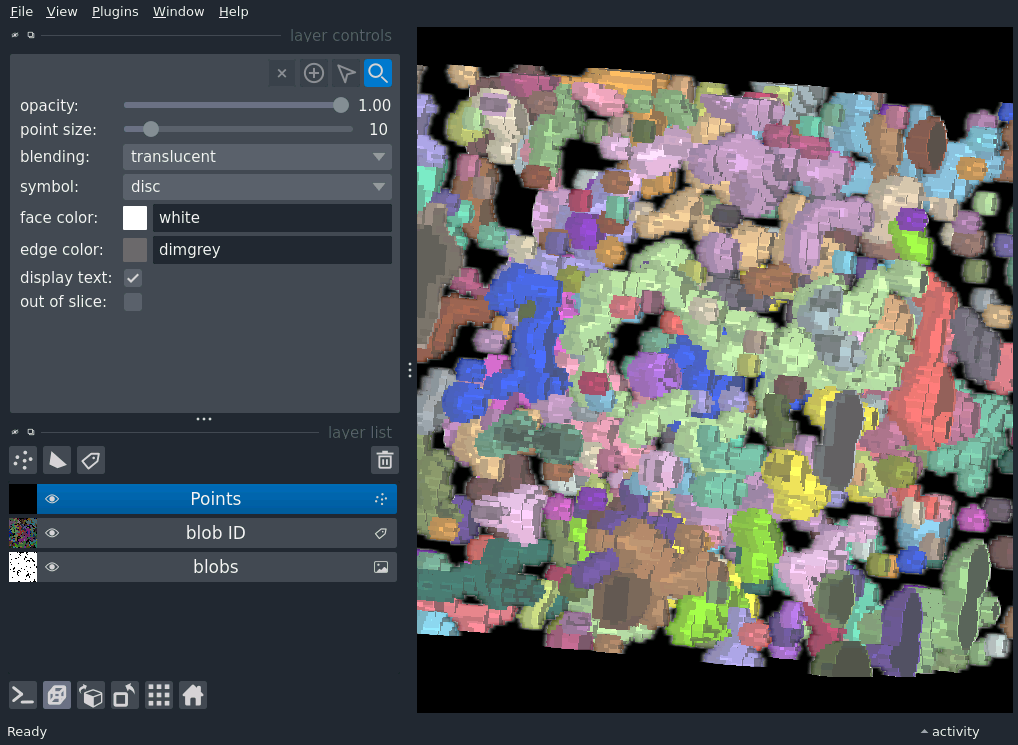 File View Plugins Window Help
layer controls
opacity: 1.00
point size: 10
blending: translucent
symbol: disc
face color: white
edge color: dimgrey
display text:
out of slice:
layer list
Points
blob ID
blobs
Ready activity